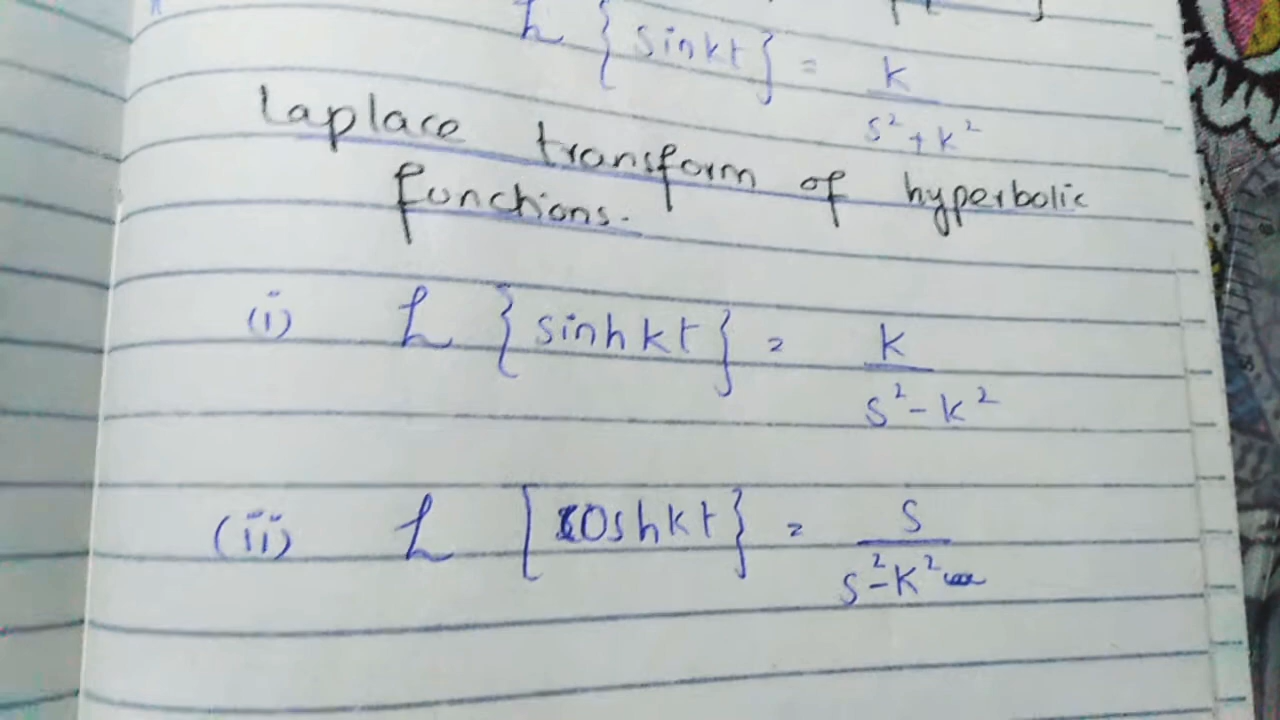 L { sinkt } = k
s² + k²
Laplace transform of hyperbolic
functions.
(i) L { sinhkt } = k
s² - k²
(ii) L [ coshkt } = s
s² - k²